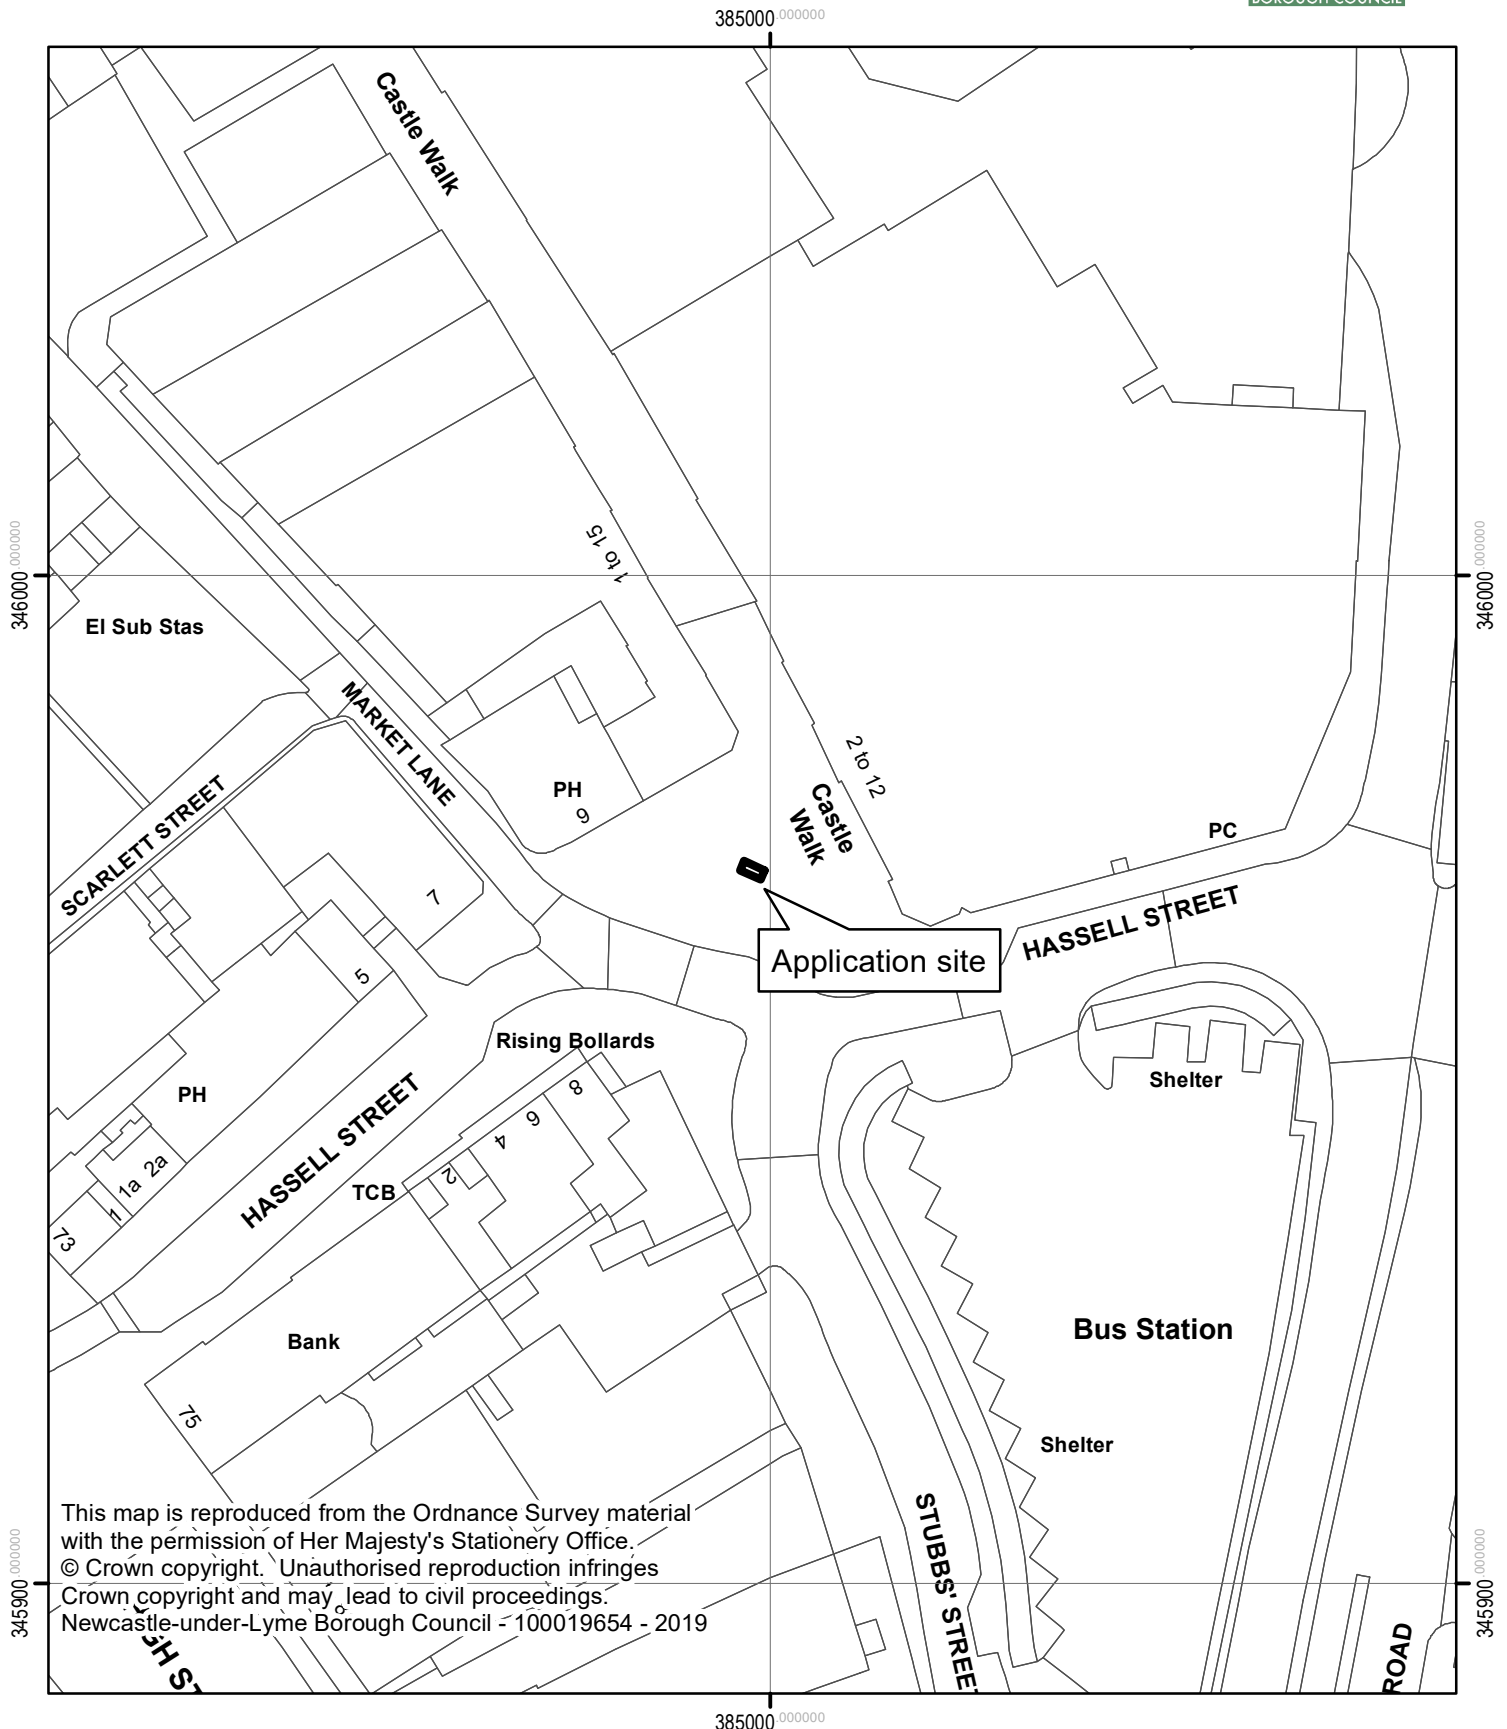 BOROUGH COUNCIL
385000.000000
Castle Walk
1 to 15
346000.000000
346000.000000
El Sub Stas
MARKET LANE
2 to 12
SCARLETT STREET
PH
9
Castle
Walk
PC
7
HASSELL STREET
Application site
5
Rising Bollards
PH
Shelter
8
6
4
2
HASSELL STREET
TCB
2a
1a
1
73
Bus Station
Bank
75
Shelter
This map is reproduced from the Ordnance Survey material
with the permission of Her Majesty's Stationery Office.
© Crown copyright.  Unauthorised reproduction infringes
Crown copyright and may lead to civil proceedings.
Newcastle-under-Lyme Borough Council - 100019654 - 2019
STUBBS' STREET
345900.000000
345900.000000
GH ST
ROAD
385000.000000